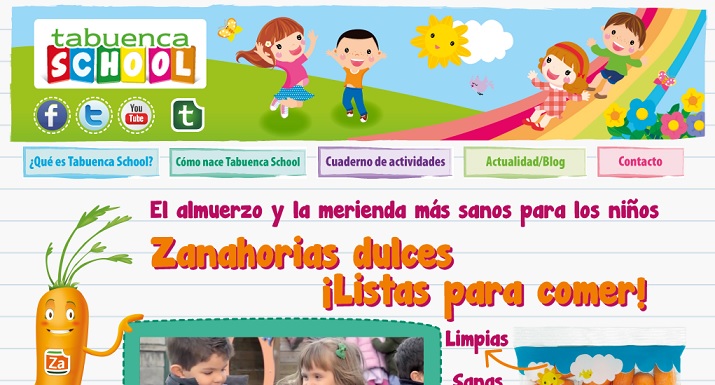 tabuenca
SCHOOL
f t You Tube t
¿Qué es Tabuenca School? Cómo nace Tabuenca School Cuaderno de actividades Actualidad/Blog Contacto
El almuerzo y la merienda más sanos para los niños
Zanahorias dulces
¡Listas para comer!
Limpias
Za
Sanas